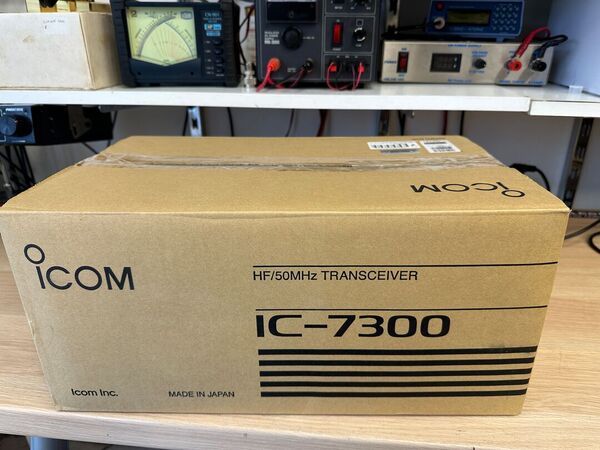 ICOM
ICOM
HF/50MHz TRANSCEIVER
IC-7300
Icom Inc.
MADE IN JAPAN